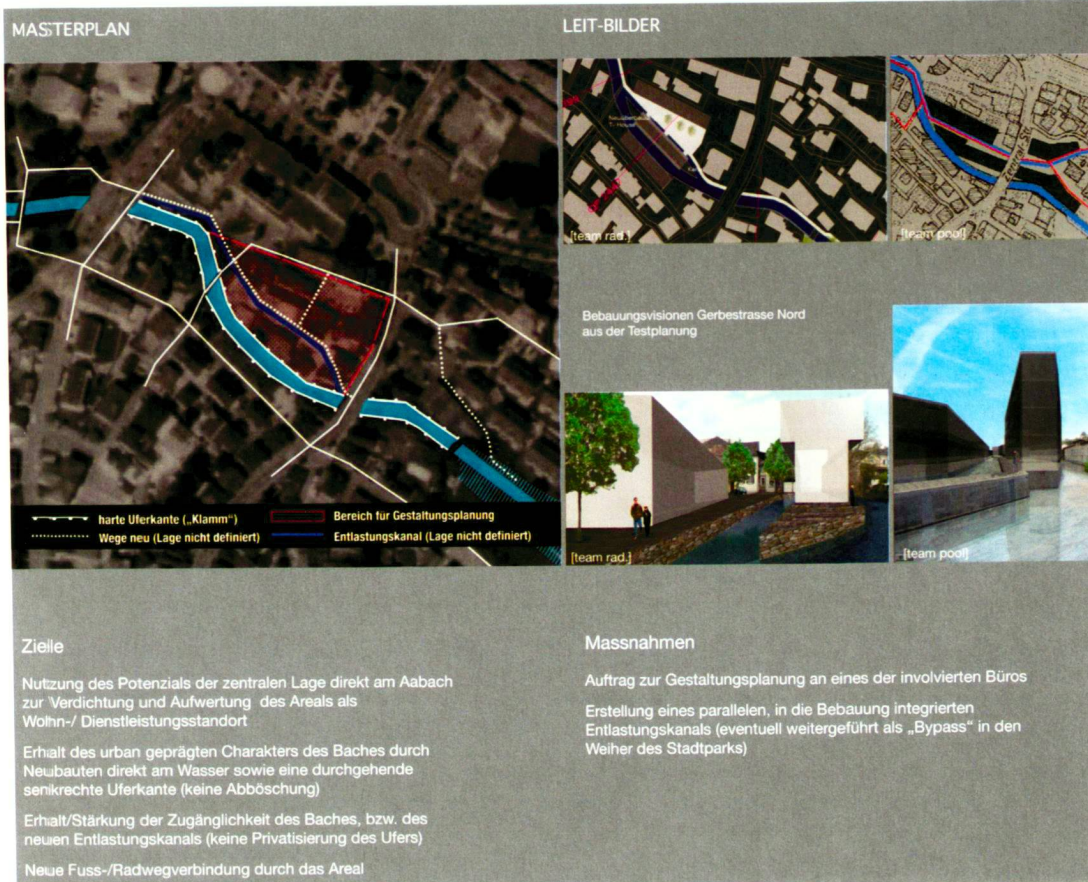 MASTERPLAN
LEIT-BILDER
[team rad.]
[team pool]
Bebauungsvisionen Gerbestrasse Nord
aus der Testplanung
harte Uferkante („Klamm“)
Bereich für Gestaltungsplanung
Wege neu (Lage nicht definiert)
Entlastungskanal (Lage nicht definiert)
[team rad.]
[team pool]
Ziele
Nutzung des Potenzials der zentralen Lage direkt am Aabach
zur Verdichtung und Aufwertung des Areals als
Wohn-/ Dienstleistungsstandort
Erhalt des urban geprägten Charakters des Baches durch
Neubauten direkt am Wasser sowie eine durchgehende
senkrechte Uferkante (keine Abböschung)
Erhalt/Stärkung der Zugänglichkeit des Baches, bzw. des
neuen Entlastungskanals (keine Privatisierung des Ufers)
Neue Fuss-/Radwegverbindung durch das Areal
Massnahmen
Auftrag zur Gestaltungsplanung an eines der involvierten Büros
Erstellung eines parallelen, in die Bebauung integrierten
Entlastungskanals (eventuell weitergeführt als „Bypass“ in den
Weiher des Stadtparks)